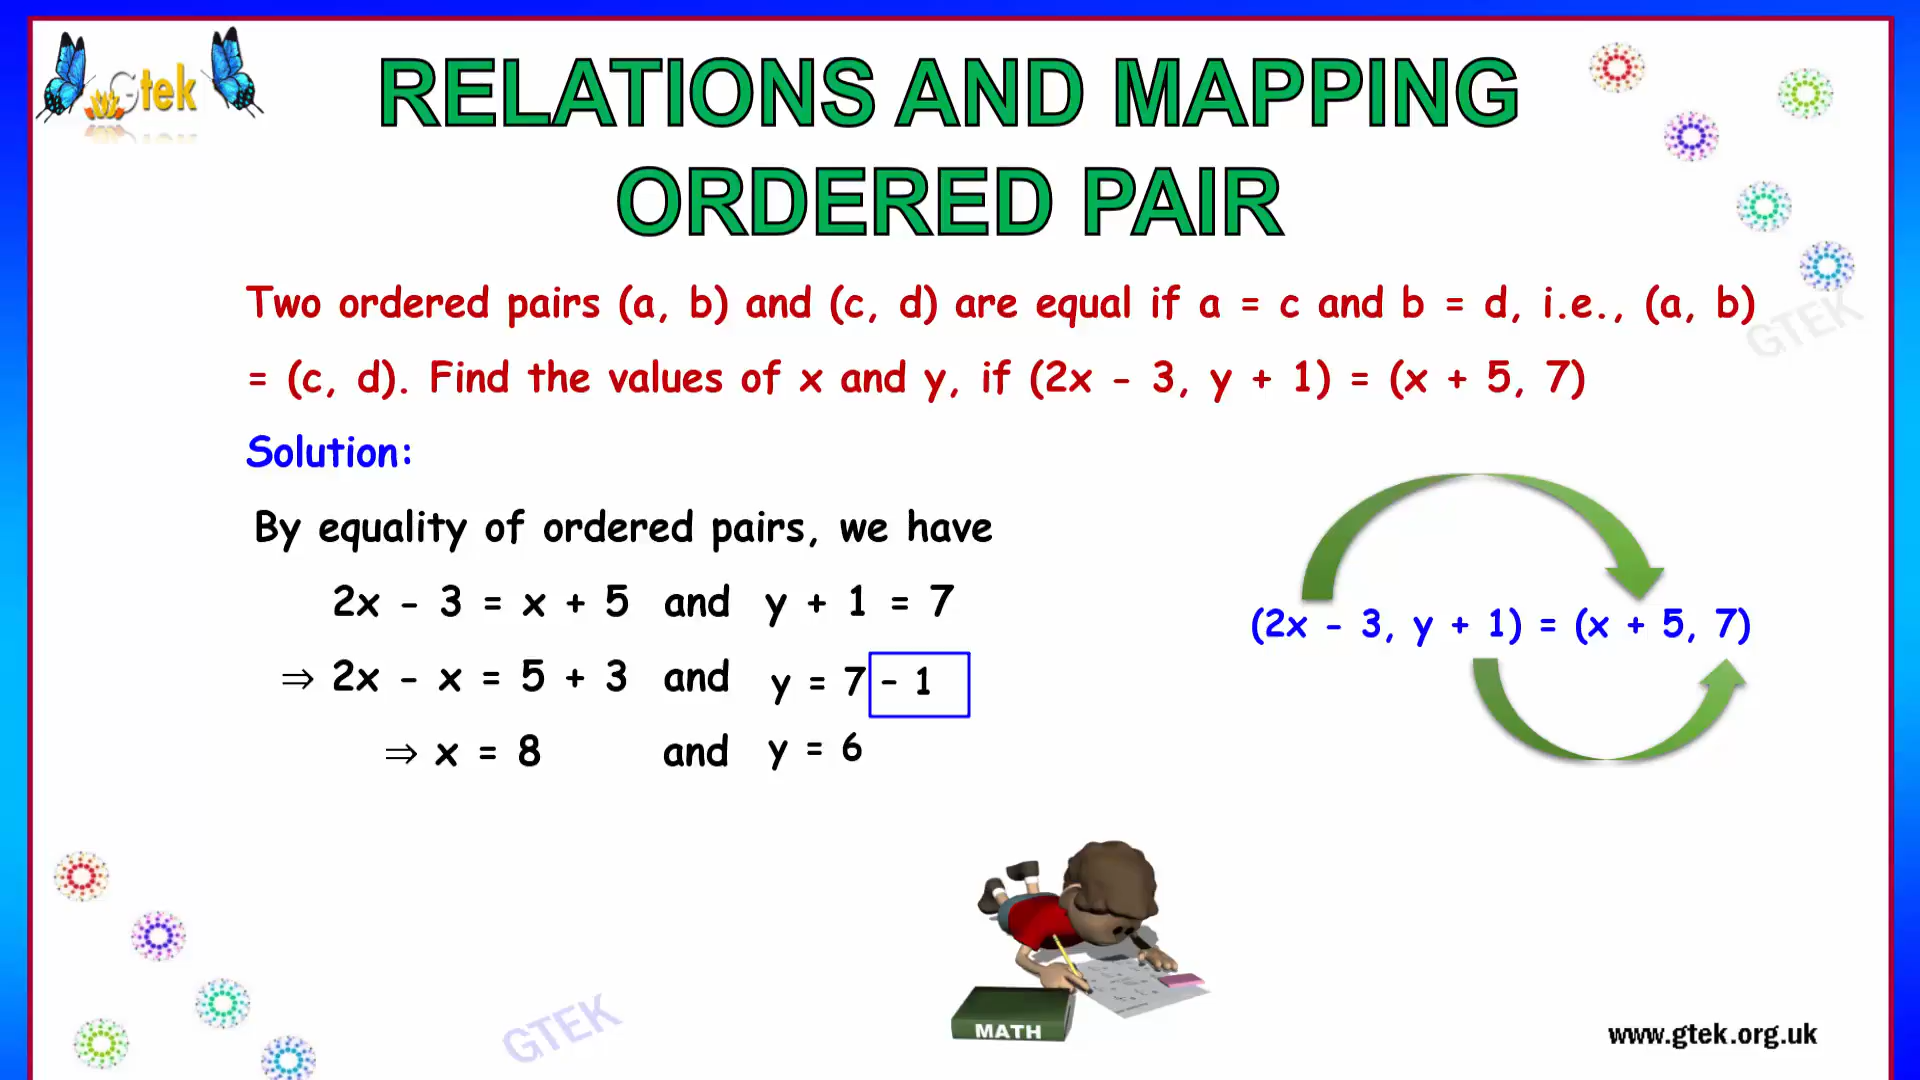 Gtek
RELATIONS AND MAPPING
ORDERED PAIR
Two ordered pairs (a, b) and (c, d) are equal if a = c and b = d, i.e., (a, b)
= (c, d). Find the values of x and y, if (2x - 3, y + 1) = (x + 5, 7)
GTEK
Solution:
By equality of ordered pairs, we have
2x - 3 = x + 5 and y + 1 = 7
(2x - 3, y + 1) = (x + 5, 7)
⇒ 2x - x = 5 + 3 and y = 7 - 1
⇒ x = 8 and y = 6
GTEK
MATH
www.gtek.org.uk